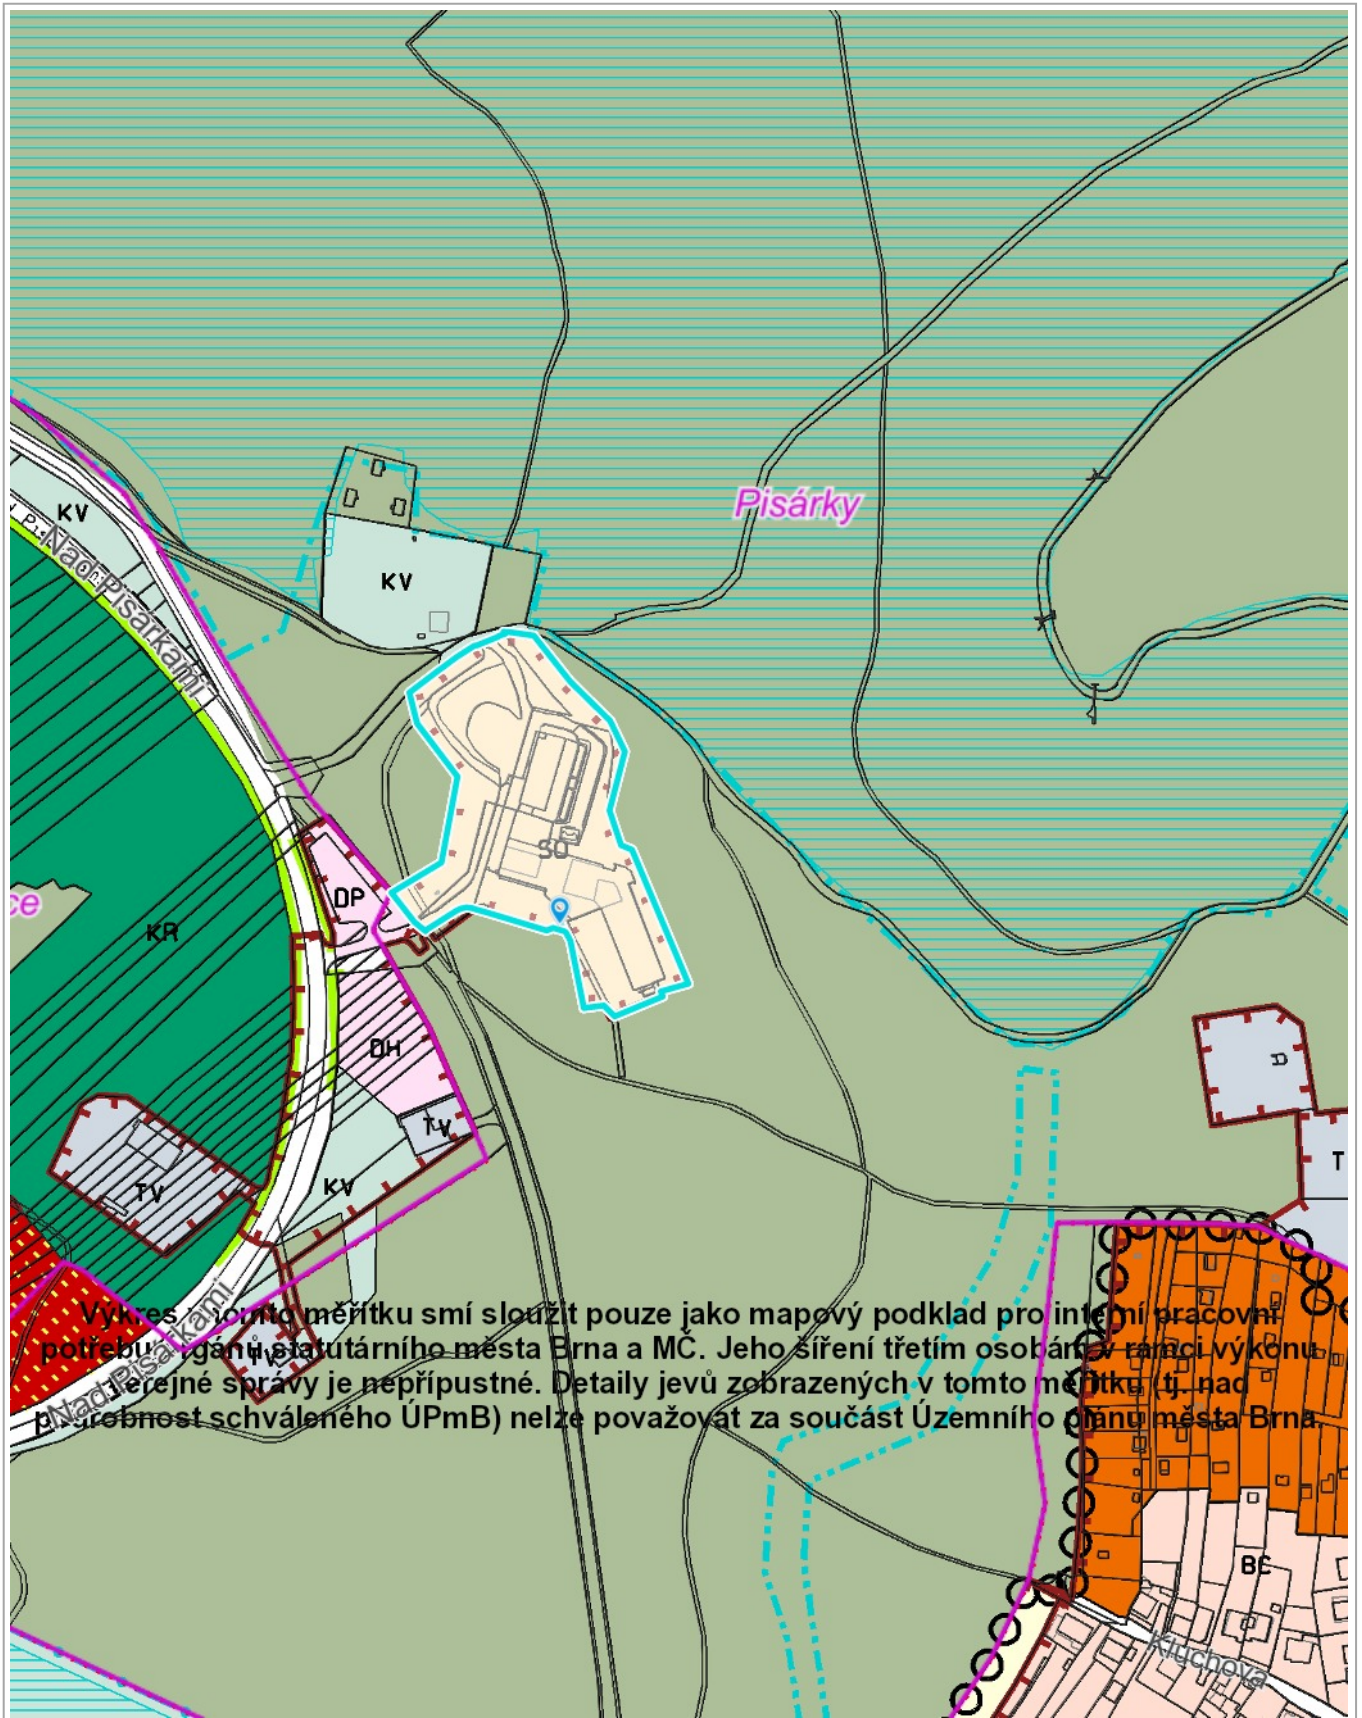 Pisárky
KV
Nad Pisárkami
KV
SO
DP
ce
KR
DH
TV
TV
KV
T
TV
Výkres v tomto měřítku smí sloužit pouze jako mapový podklad pro interní pracovní
potřebu orgánů statutárního města Brna a MČ. Jeho šíření třetím osobám v rámci výkonu
veřejné správy je nepřípustné. Detaily jevů zobrazených v tomto měřítku (tj. nad
podrobnost schváleného ÚPmB) nelze považovat za součást Územního plánu města Brna.
Nad Pisárkami
BC
Kluchova